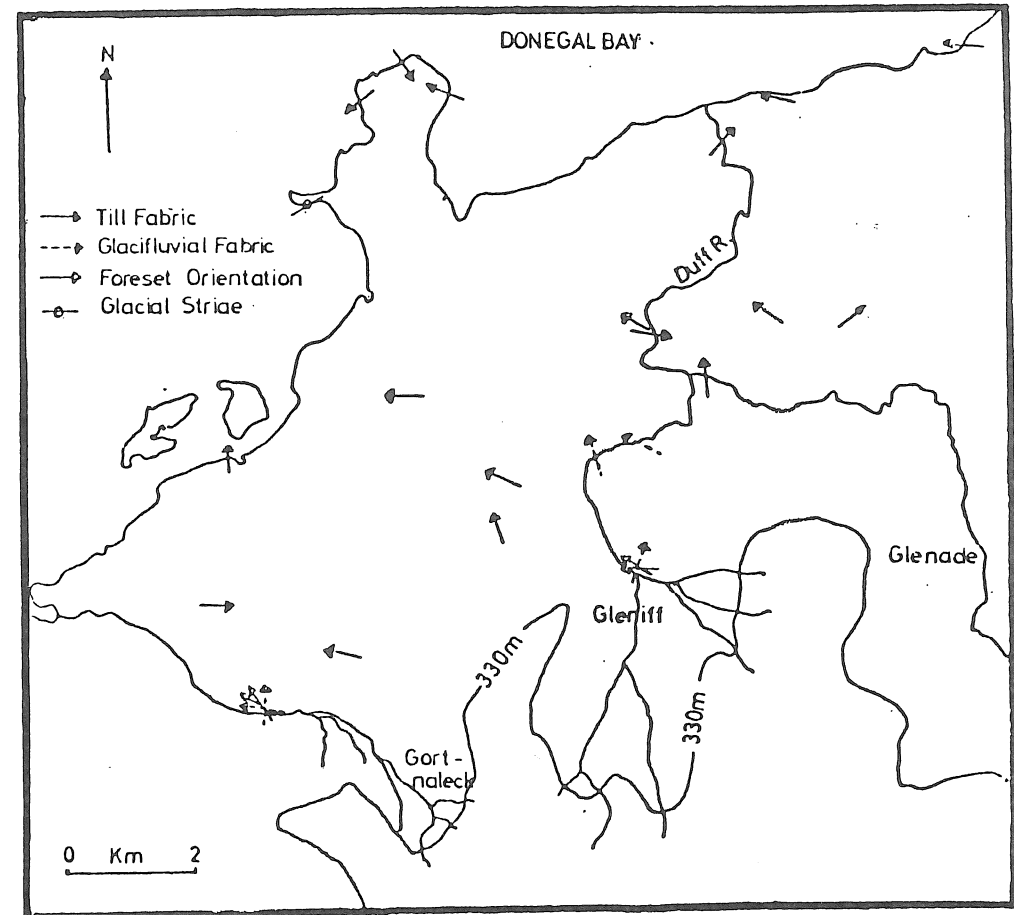 DONEGAL BAY.
N
Till Fabric
Glacifluvial Fabric
Foreset Orientation
Glacial Striae
Duff R.
Glenade
Gleniff
330m
330m
Gort-
naleck
0 Km 2